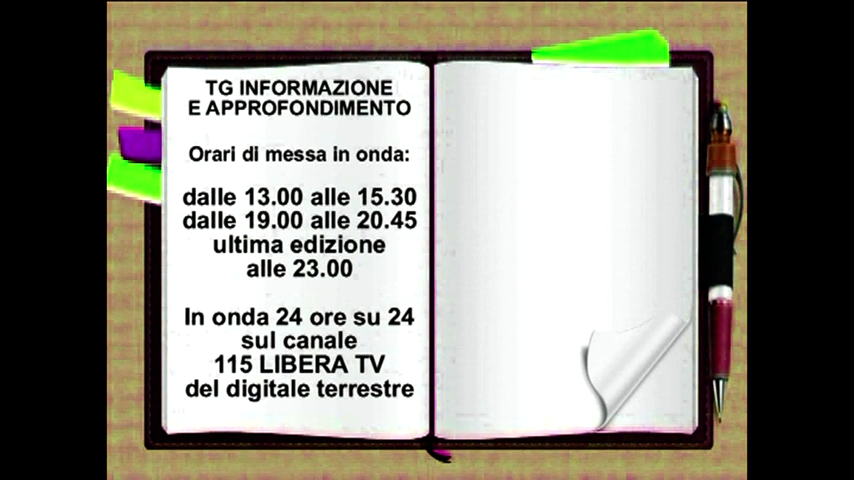 TG INFORMAZIONE
E APPROFONDIMENTO
Orari di messa in onda:
dalle 13.00 alle 15.30
dalle 19.00 alle 20.45
ultima edizione
alle 23.00
In onda 24 ore su 24
sul canale
115 LIBERA TV
del digitale terrestre